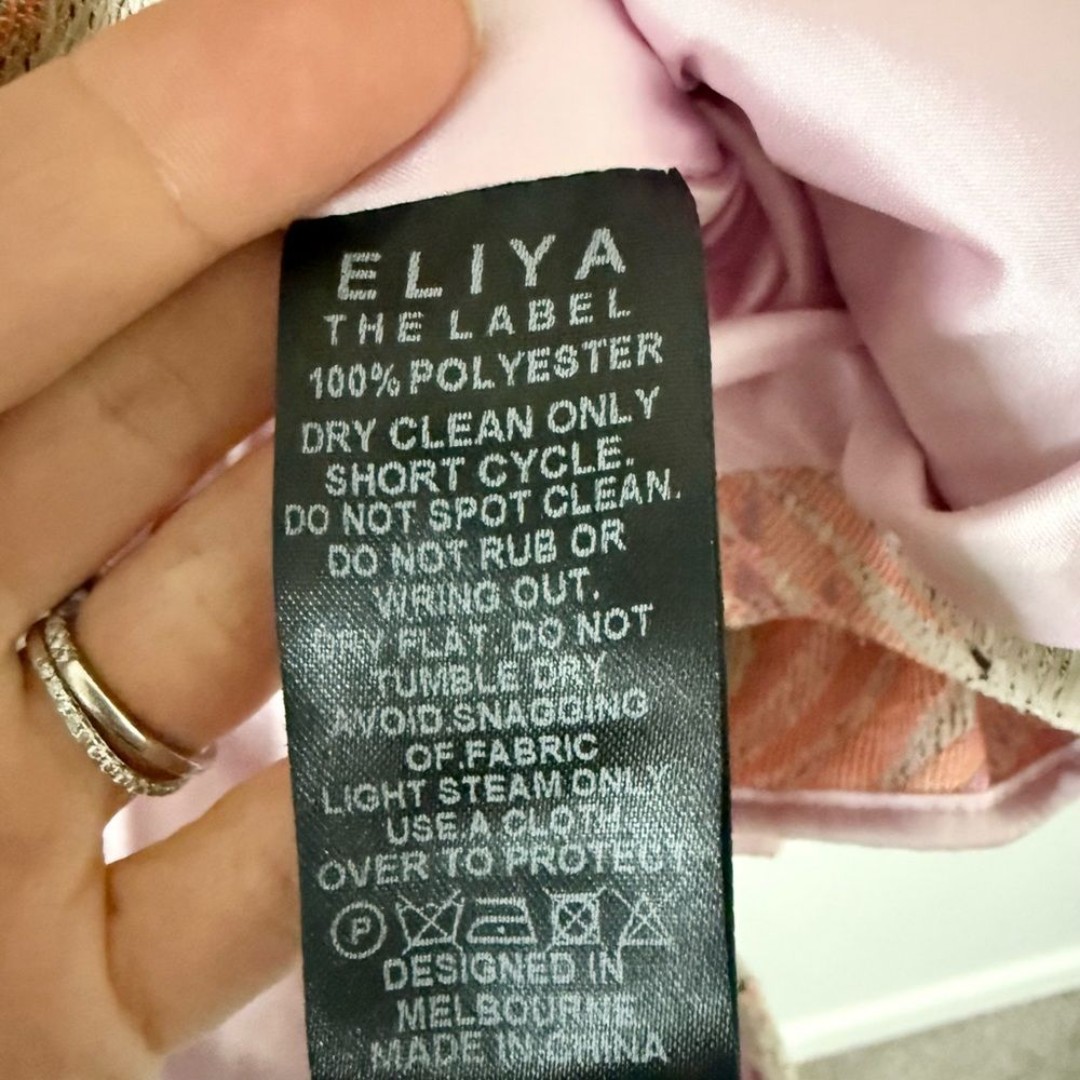 ELIYA
THE LABEL
100% POLYESTER
DRY CLEAN ONLY
SHORT CYCLE.
DO NOT SPOT CLEAN.
DO NOT RUB OR
WRING OUT.
DRY FLAT DO NOT
TUMBLE DRY
AVOID SNAGGING
OF FABRIC
LIGHT STEAM ONLY
USE A CLOTH
OVER TO PROTECT
P
DESIGNED IN
MELBOURNE
MADE IN CHINA